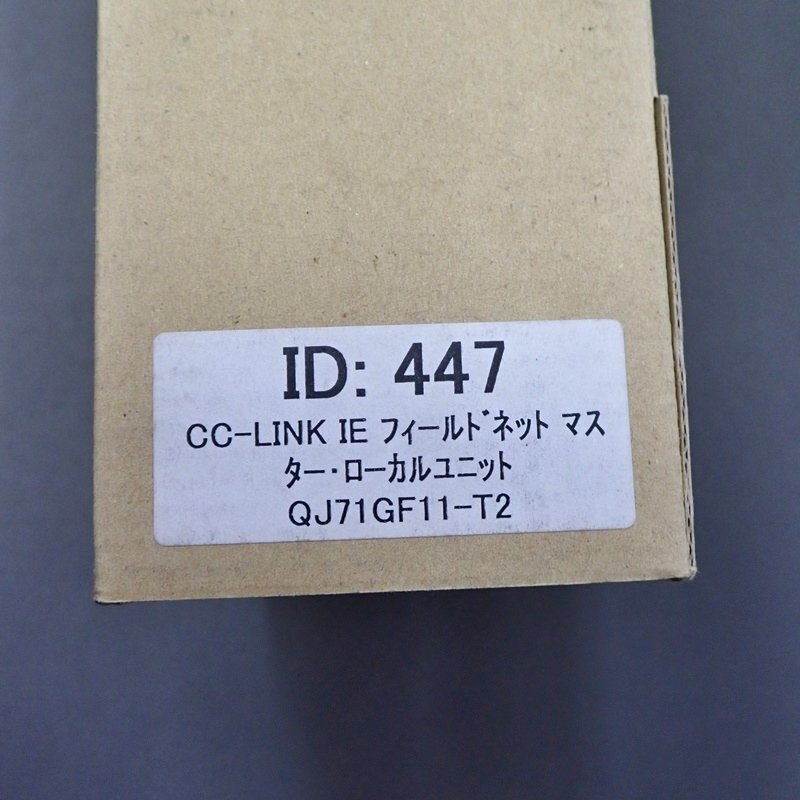 ID: 447
CC-LINK IE フィールドネット マス
ター・ローカルユニット
QJ71GF11-T2